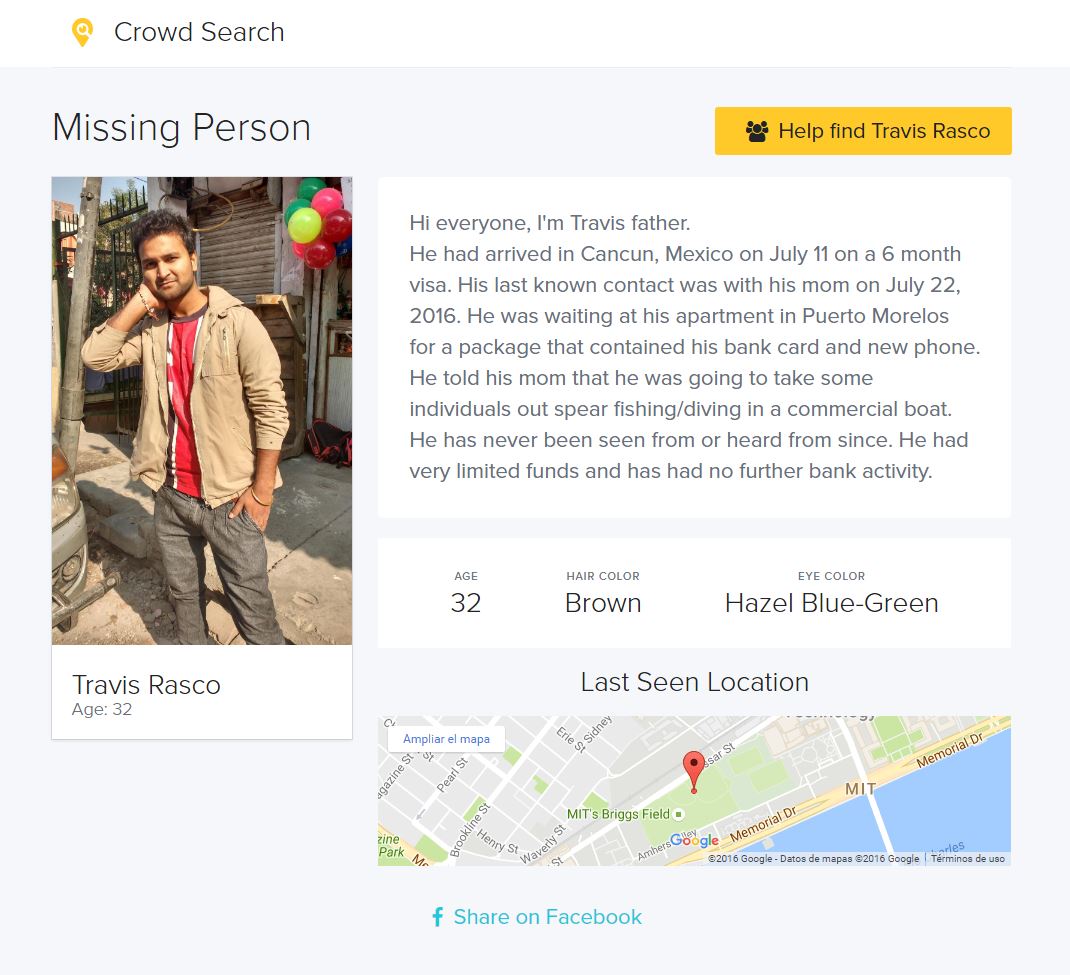 Crowd Search
Missing Person
Help find Travis Rasco
Hi everyone, I'm Travis father.
He had arrived in Cancun, Mexico on July 11 on a 6 month
visa. His last known contact was with his mom on July 22,
2016. He was waiting at his apartment in Puerto Morelos
for a package that contained his bank card and new phone.
He told his mom that he was going to take some
individuals out spear fishing/diving in a commercial boat.
He has never been seen from or heard from since. He had
very limited funds and has had no further bank activity.
AGE
32
HAIR COLOR
Brown
EYE COLOR
Hazel Blue-Green
Travis Rasco
Age: 32
Last Seen Location
Ampliar el mapa
Erie St
Sidney
Pearl St
Brookline St
Henry St
Waverly St
MIT's Briggs Field
Memorial Dr
MIT
Memorial Dr
Park
Google
©2016 Google - Datos de mapas ©2016 Google
Términos de uso
Share on Facebook